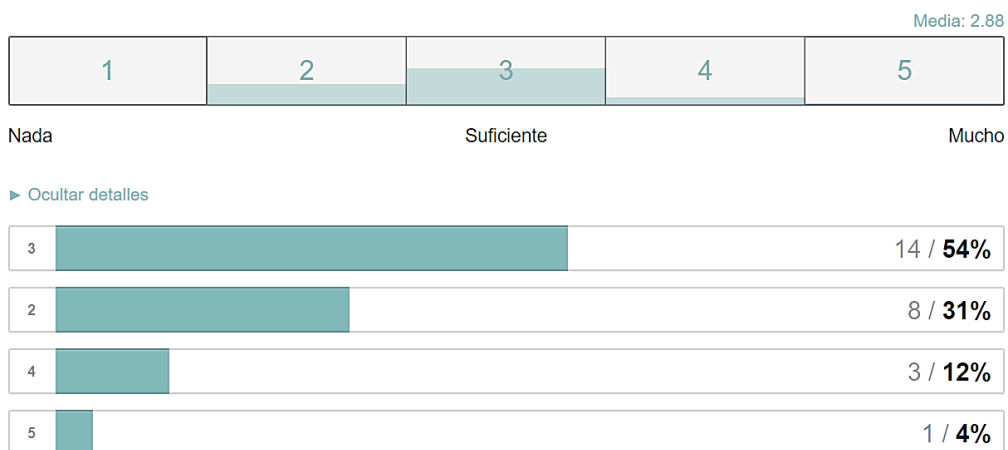 Media: 2.88
1 2 3 4 5
Nada Suficiente Mucho
► Ocultar detalles
3 14 / 54%
2 8 / 31%
4 3 / 12%
5 1 / 4%